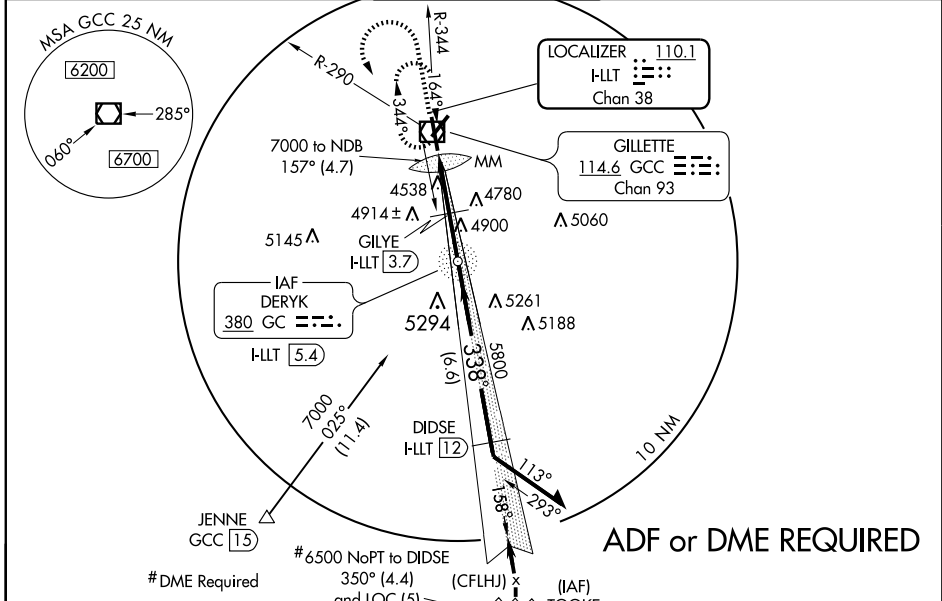 MSA GCC 25 NM
6200
285°
060°
6700
R-290
R-344
164°
344°
LOCALIZER 110.1
I-LLT
Chan 38
7000 to NDB
157° (4.7)
MM
GILLETTE
114.6 GCC
Chan 93
4538
4780
4914±
4900
5060
5145
GILYE
I-LLT 3.7
IAF
DERYK
380 GC
I-LLT 5.4
5294
5261
5188
5800
338°
(6.6)
7000
025°
(11.4)
DIDSE
I-LLT 12
10 NM
113°
293°
158°
JENNE
GCC 15
ADF or DME REQUIRED
#DME Required
#6500 NoPT to DIDSE
350° (4.4)
and LOC (5)
(CFLHJ)
(IAF)